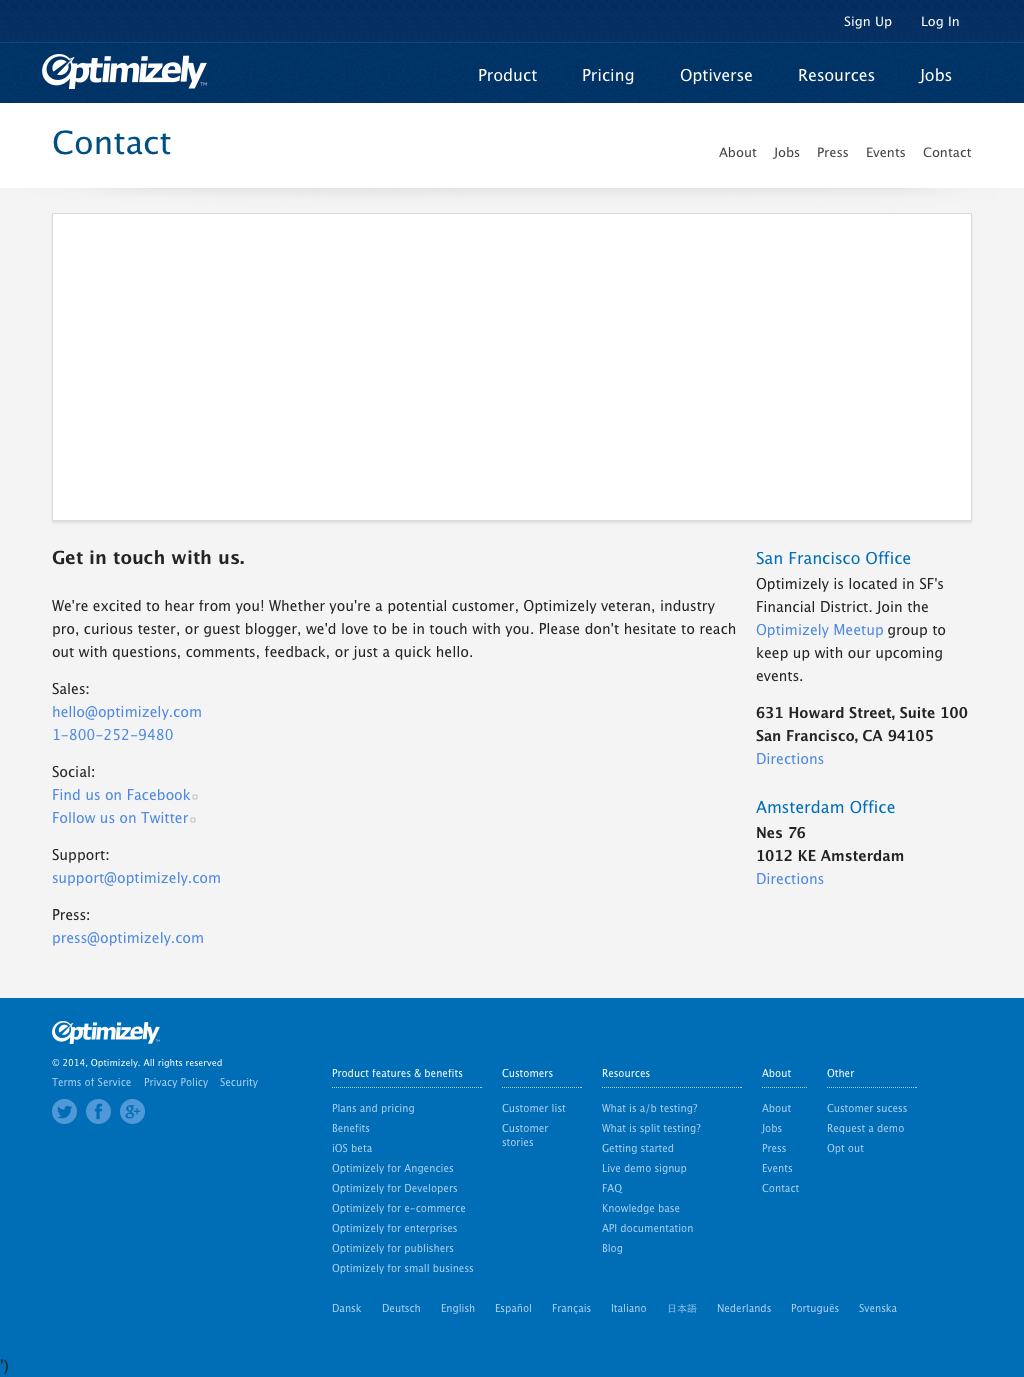 Sign Up Log In
Optimizely™
Product Pricing Optiverse Resources Jobs
Contact
About Jobs Press Events Contact
Get in touch with us.
We're excited to hear from you! Whether you're a potential customer, Optimizely veteran, industry
pro, curious tester, or guest blogger, we'd love to be in touch with you. Please don't hesitate to reach
out with questions, comments, feedback, or just a quick hello.
Sales:
hello@optimizely.com
1-800-252-9480
Social:
Find us on Facebook
Follow us on Twitter
Support:
support@optimizely.com
Press:
press@optimizely.com
San Francisco Office
Optimizely is located in SF's
Financial District. Join the
Optimizely Meetup group to
keep up with our upcoming
events.
631 Howard Street, Suite 100
San Francisco, CA 94105
Directions
Amsterdam Office
Nes 76
1012 KE Amsterdam
Directions
Optimizely
© 2014, Optimizely. All rights reserved
Terms of Service Privacy Policy Security
Product features & benefits
Plans and pricing
Benefits
iOS beta
Optimizely for Angencies
Optimizely for Developers
Optimizely for e-commerce
Optimizely for enterprises
Optimizely for publishers
Optimizely for small business
Customers
Customer list
Customer
stories
Resources
What is a/b testing?
What is split testing?
Getting started
Live demo signup
FAQ
Knowledge base
API documentation
Blog
About
About
Jobs
Press
Events
Contact
Other
Customer sucess
Request a demo
Opt out
Dansk Deutsch English Español Français Italiano 日本語 Nederlands Português Svenska
')